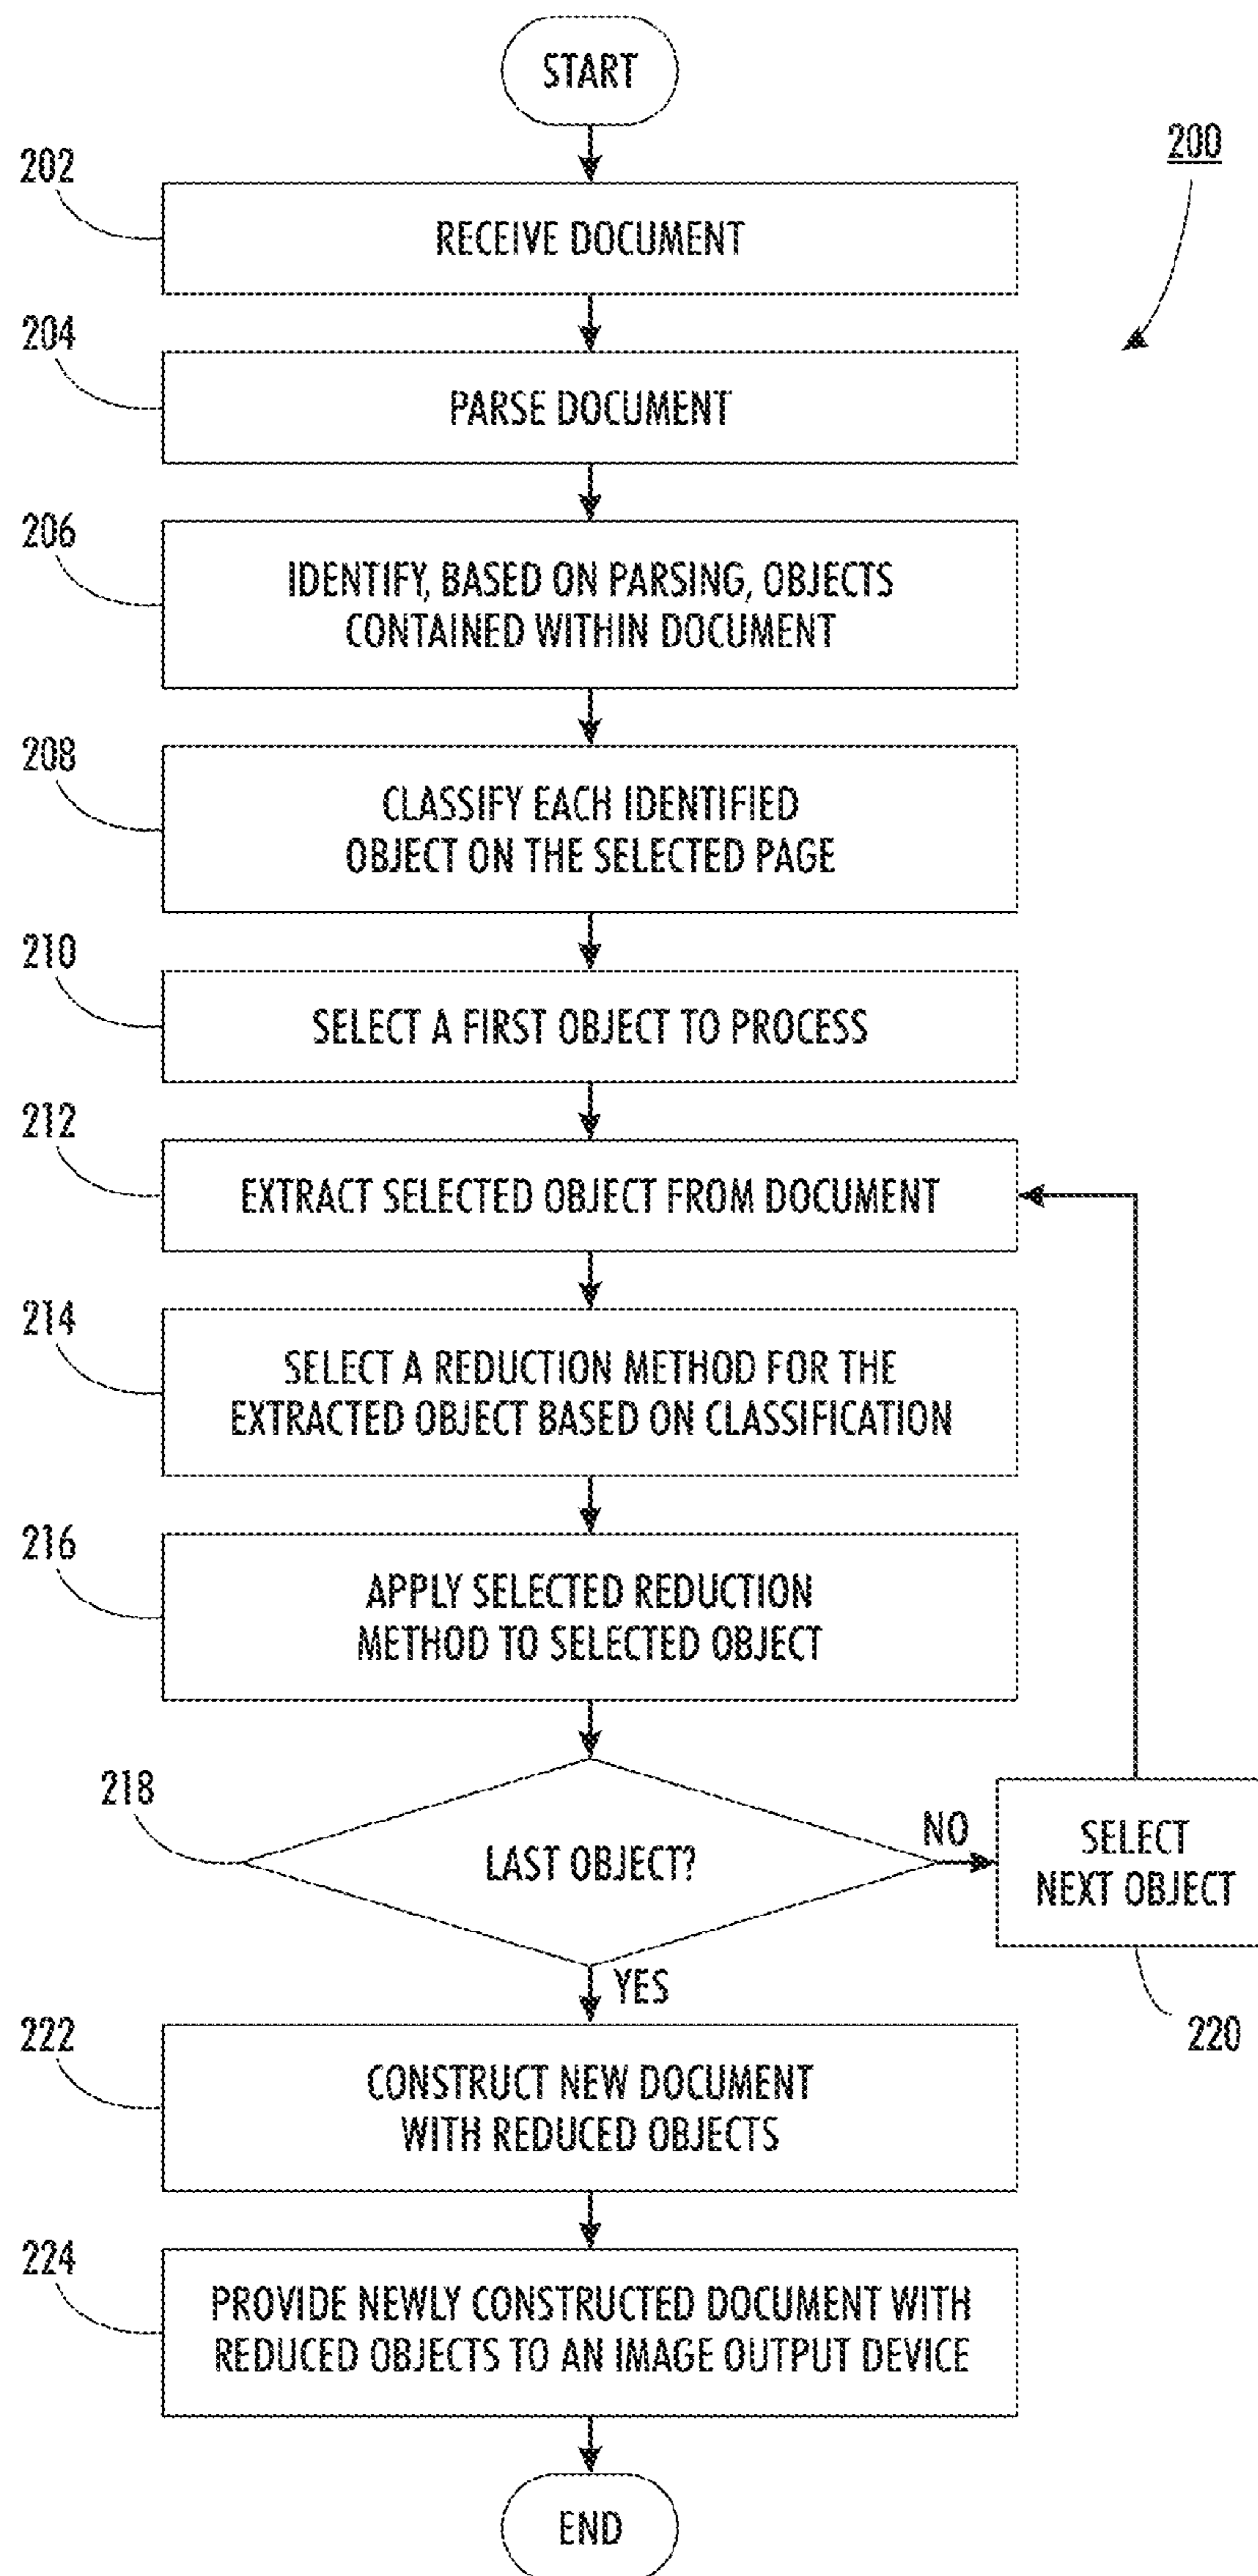 START
200
202
RECEIVE DOCUMENT
204
PARSE DOCUMENT
206
IDENTIFY, BASED ON PARSING, OBJECTS
CONTAINED WITHIN DOCUMENT
208
CLASSIFY EACH IDENTIFIED
OBJECT ON THE SELECTED PAGE
210
SELECT A FIRST OBJECT TO PROCESS
212
EXTRACT SELECTED OBJECT FROM DOCUMENT
214
SELECT A REDUCTION METHOD FOR THE
EXTRACTED OBJECT BASED ON CLASSIFICATION
216
APPLY SELECTED REDUCTION
METHOD TO SELECTED OBJECT
218
LAST OBJECT?
NO
SELECT
NEXT OBJECT
220
YES
222
CONSTRUCT NEW DOCUMENT
WITH REDUCED OBJECTS
224
PROVIDE NEWLY CONSTRUCTED DOCUMENT WITH
REDUCED OBJECTS TO AN IMAGE OUTPUT DEVICE
END